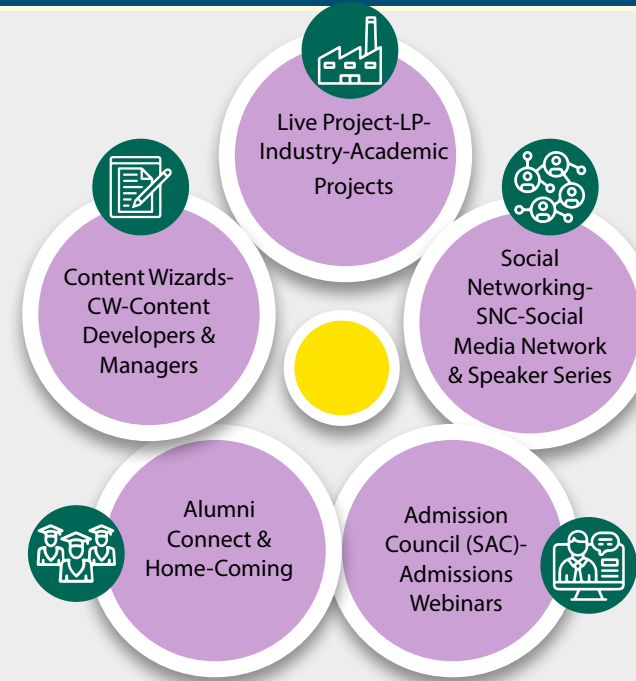 Live Project-LP-
Industry-Academic
Projects
Content Wizards-
CW-Content
Developers &
Managers
Social
Networking-
SNC-Social
Media Network
& Speaker Series
Alumni
Connect &
Home-Coming
Admission
Council (SAC)-
Admissions
Webinars